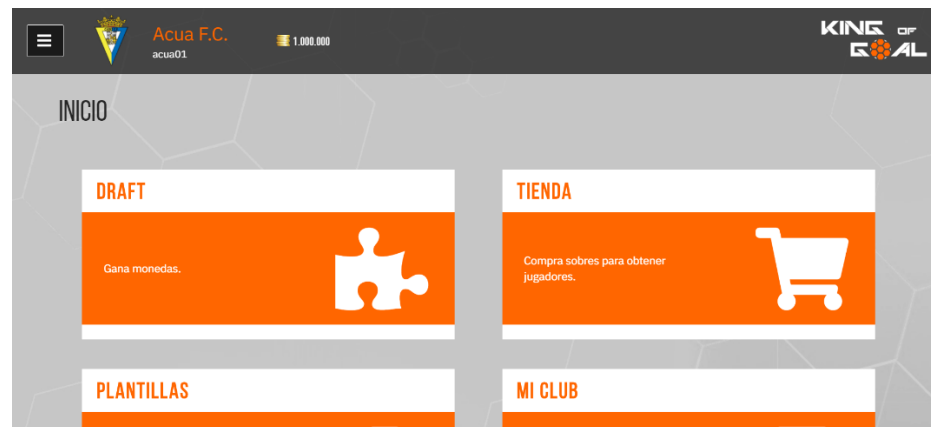 Acua F.C.
acua01
1.000.000
KING OF
GOAL
INICIO
DRAFT
Gana monedas.
TIENDA
Compra sobres para obtener
jugadores.
PLANTILLAS
MI CLUB